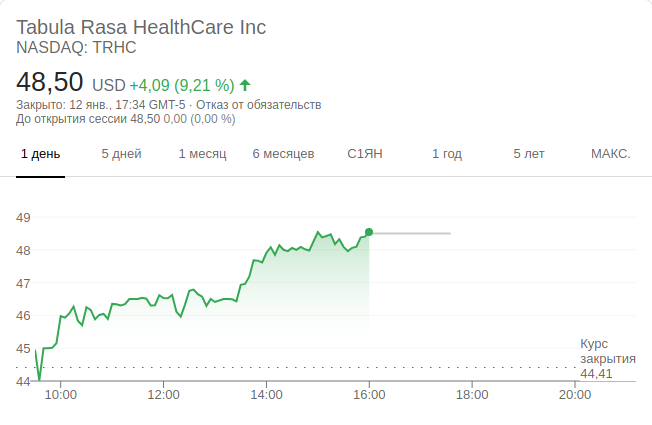 Tabula Rasa HealthCare Inc
NASDAQ: TRHC
48,50 USD +4,09 (9,21 %)
Закрыто: 12 янв., 17:34 GMT-5 · Отказ от обязательств
До открытия сессии 48,50 0,00 (0,00 %)
1 день 5 дней 1 месяц 6 месяцев С1ЯН 1 год 5 лет МАКС.
49
48
47
46
45
44
Курс
закрытия
44,41
10:00 12:00 14:00 16:00 18:00 20:00